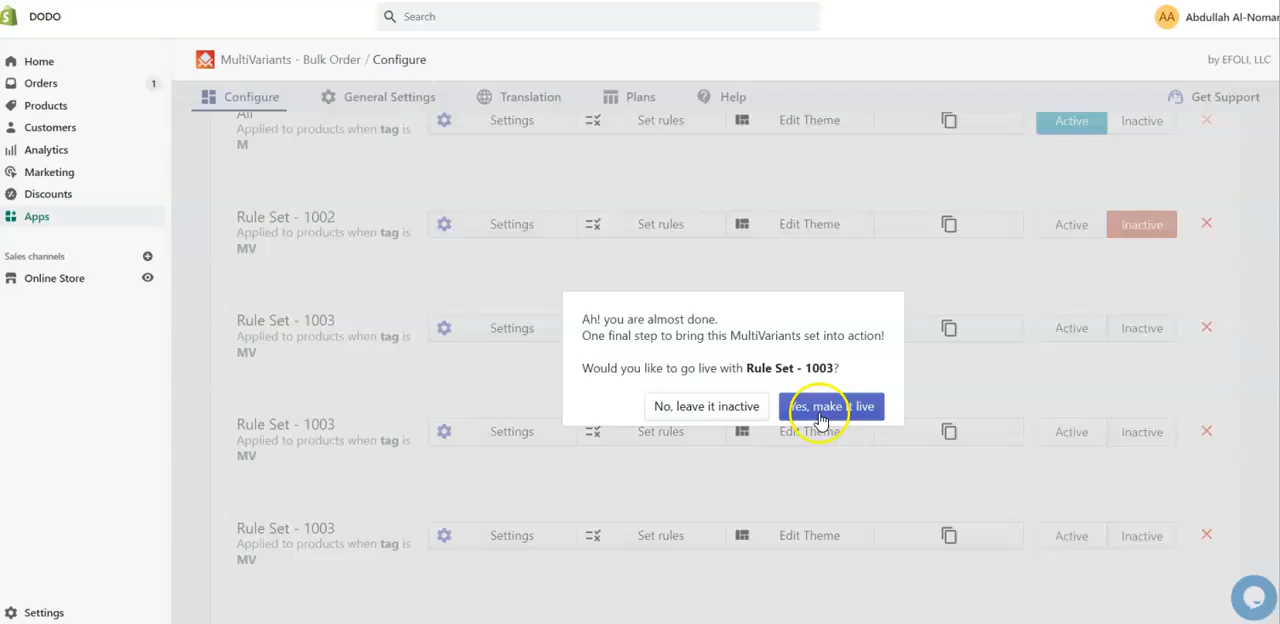 DODO
Search
AA Abdullah Al-Noman
Home
Orders 1
Products
Customers
Analytics
Marketing
Discounts
Apps
Sales channels
Online Store
Settings
MultiVariants - Bulk Order / Configure
by EFOLI, LLC
Configure General Settings Translation Plans Help Get Support
All
Applied to products when tag is
M
Settings Set rules Edit Theme Active Inactive
Rule Set - 1002
Applied to products when tag is
MV
Settings Set rules Edit Theme Active Inactive
Rule Set - 1003
Applied to products when tag is
MV
Settings Active Inactive
Ah! you are almost done.
One final step to bring this MultiVariants set into action!
Would you like to go live with Rule Set - 1003?
No, leave it inactive Yes, make it live
Rule Set - 1003
Applied to products when tag is
MV
Settings Set rules Edit Theme Active Inactive
Rule Set - 1003
Applied to products when tag is
MV
Settings Set rules Edit Theme Active Inactive